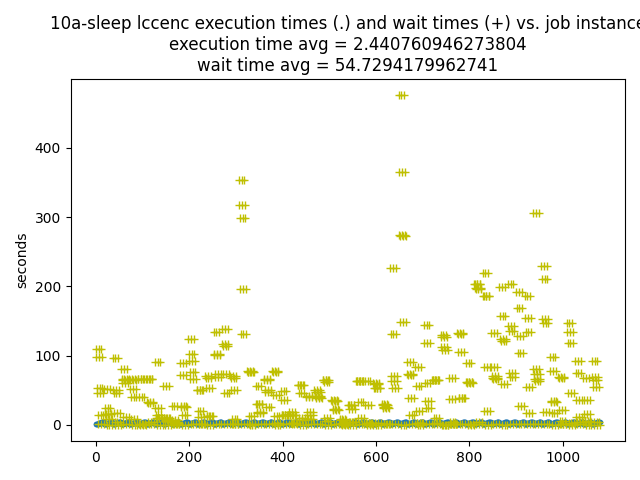 10a-sleep lccenc execution times (.) and wait times (+) vs. job instance
execution time avg = 2.440760946273804
wait time avg = 54.7294179962741
seconds
400
300
200
100
0
0 200 400 600 800 1000